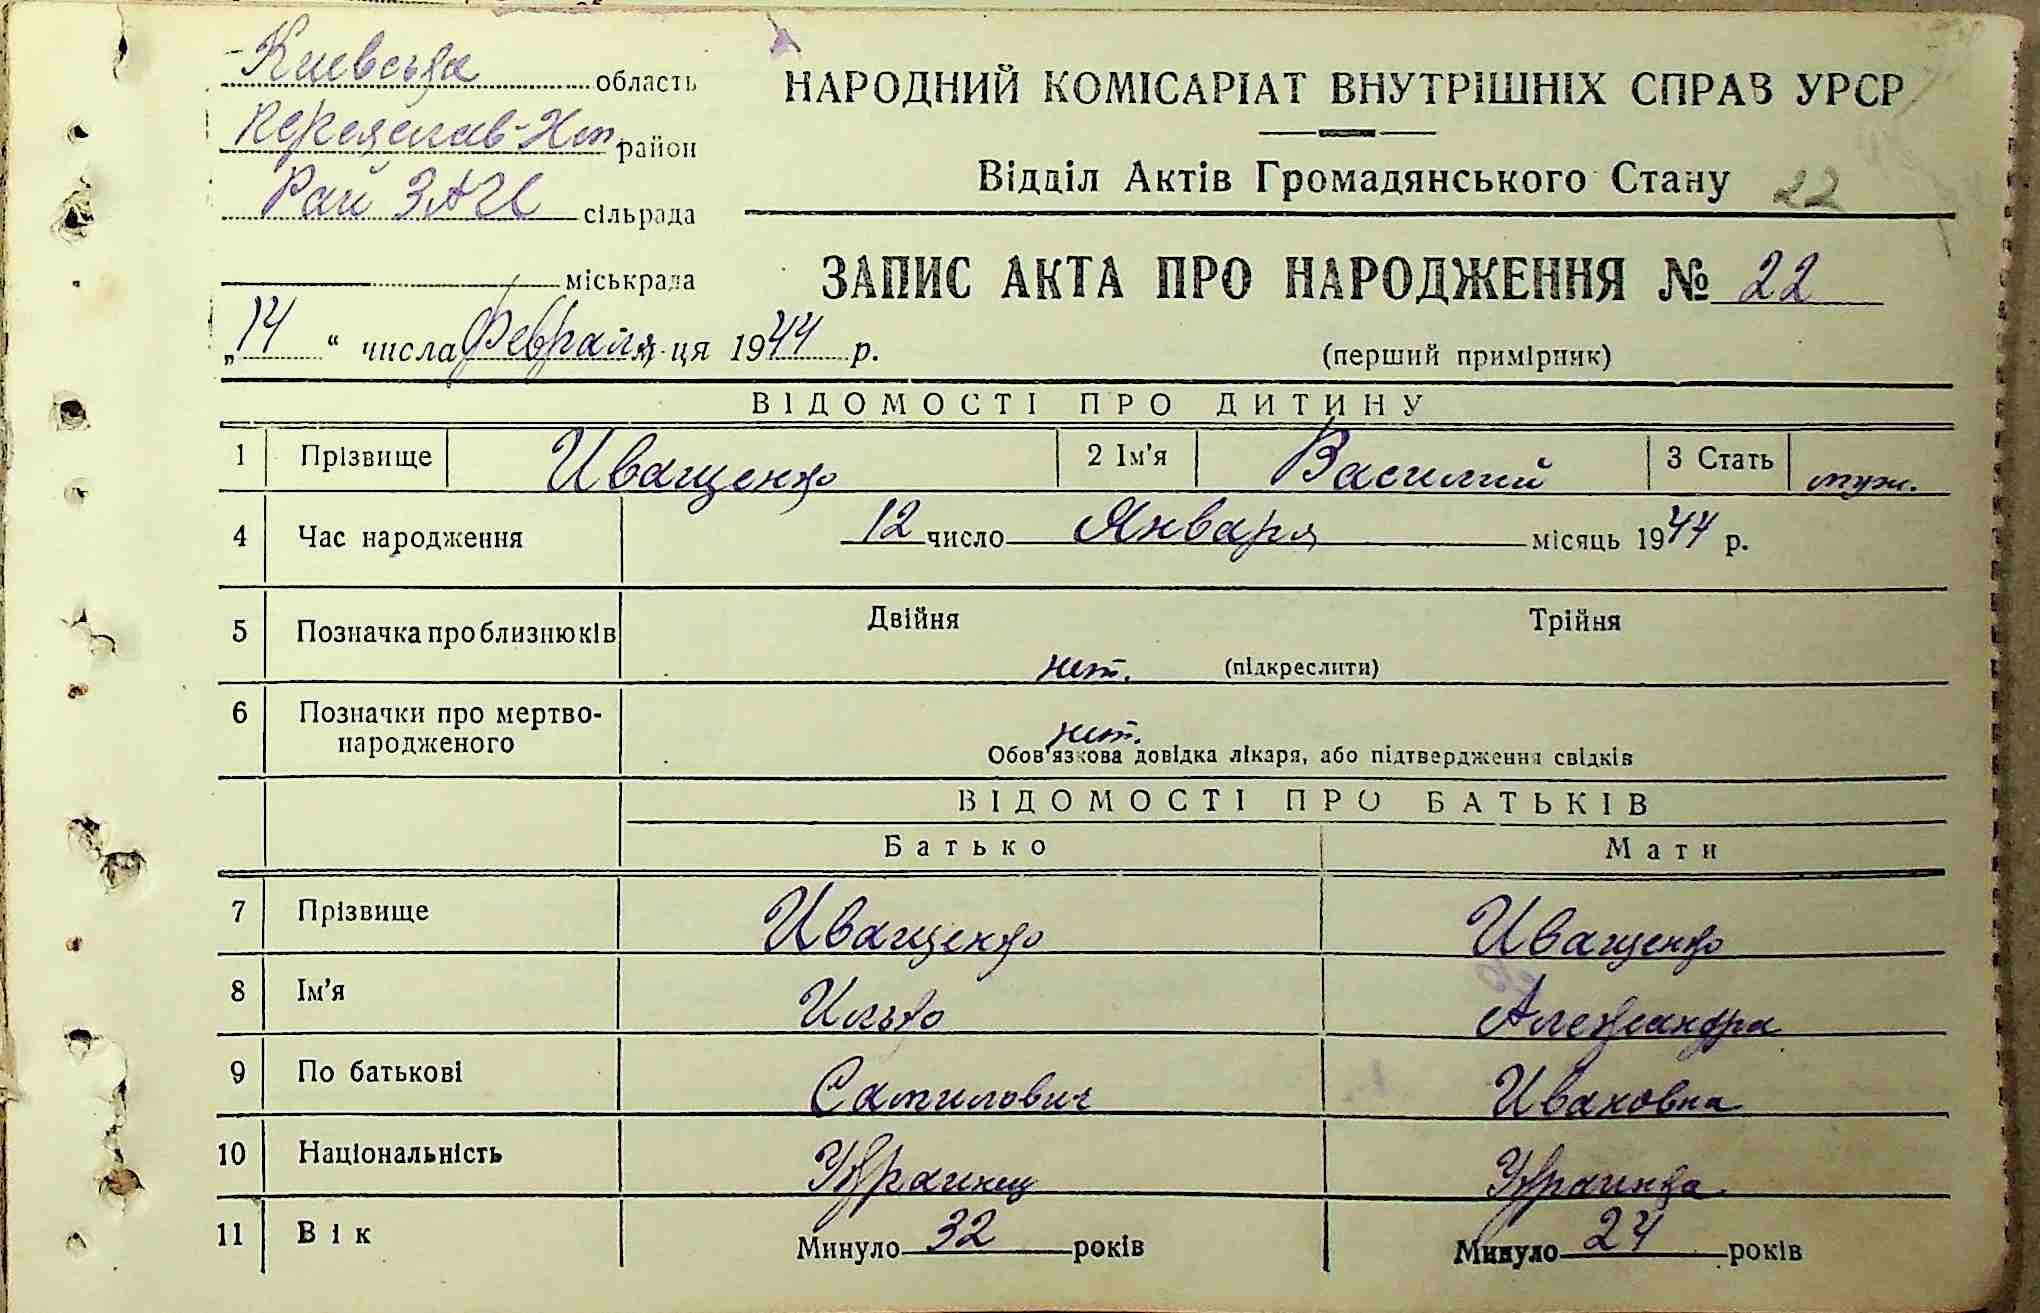 Киевська область
НАРОДНИЙ КОМІСАРІАТ ВНУТРІШНІХ СПРАВ УРСР
Переяслав-Хм район
Відділ Актів Громадянського Стану 22
Рай ЗАГС сільрада
міськрада
ЗАПИС АКТА ПРО НАРОДЖЕННЯ № 22
„14“ числа Февраля ця 1944 р.
(перший примірник)
ВІДОМОСТІ ПРО ДИТИНУ
1 Прізвище Иващенко 2 Ім'я Василий 3 Стать муж.
4 Час народження 12 число Января місяць 1944 р.
5 Позначка про близнюків Двійня нет. (підкреслити) Трійня
6 Позначки про мертво-
народженого нет.
Обов'язкова довідка лікаря, або підтвердження свідків
ВІДОМОСТІ ПРО БАТЬКІВ
Батько Мати
7 Прізвище Иващенко Иващенко
8 Ім'я Илько Александра
9 По батькові Самилович Ивановна
10 Національність Украинец Украинка
11 Вік Минуло 32 років Минуло 24 років